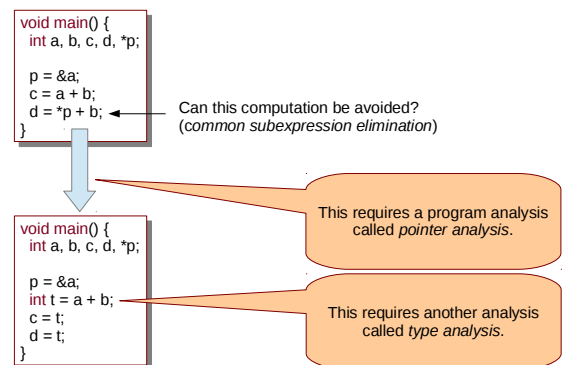 void main() {
int a, b, c, d, *p;
p = &a;
c = a + b;
d = *p + b;
}
Can this computation be avoided?
(common subexpression elimination)
This requires a program analysis
called pointer analysis.
void main() {
int a, b, c, d, *p;
p = &a;
int t = a + b;
c = t;
d = t;
}
This requires another analysis
called type analysis.